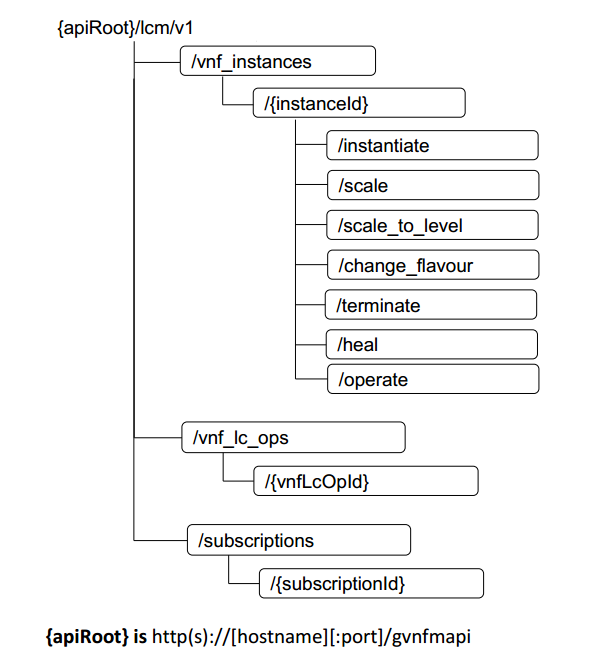 {apiRoot}/lcm/v1
/vnf_instances
/{instanceId}
/instantiate
/scale
/scale_to_level
/change_flavour
/terminate
/heal
/operate
/vnf_lc_ops
/{vnfLcOpId}
/subscriptions
/{subscriptionId}
{apiRoot} is http(s)://[hostname][:port]/gvnfmapi